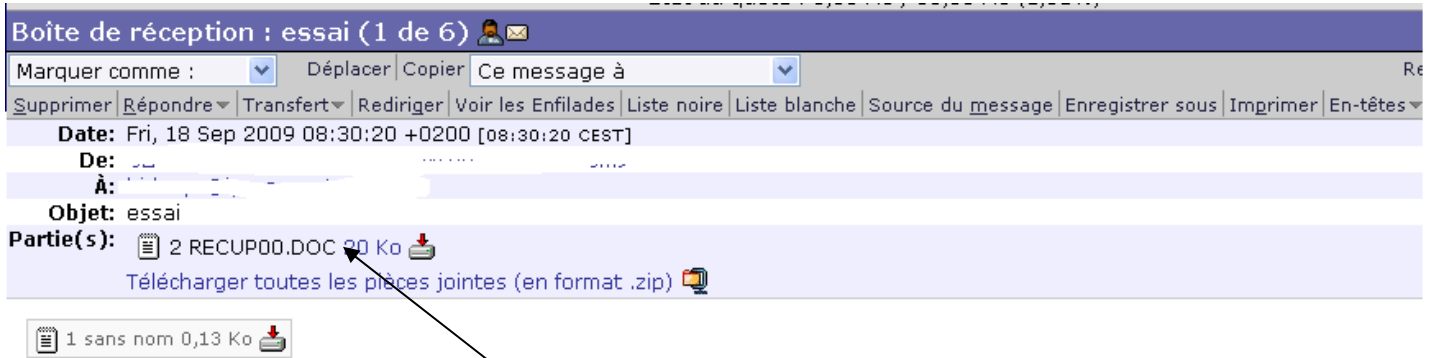 Boîte de réception : essai (1 de 6)
Marquer comme : Déplacer Copier Ce message à Re
Supprimer Répondre Transfert Rediriger Voir les Enfilades Liste noire Liste blanche Source du message Enregistrer sous Imprimer En-têtes
Date: Fri, 18 Sep 2009 08:30:20 +0200 [08:30:20 CEST]
De:
À:
Objet: essai
Partie(s): 2 RECUP00.DOC 20 Ko
Télécharger toutes les pièces jointes (en format .zip)
1 sans nom 0,13 Ko